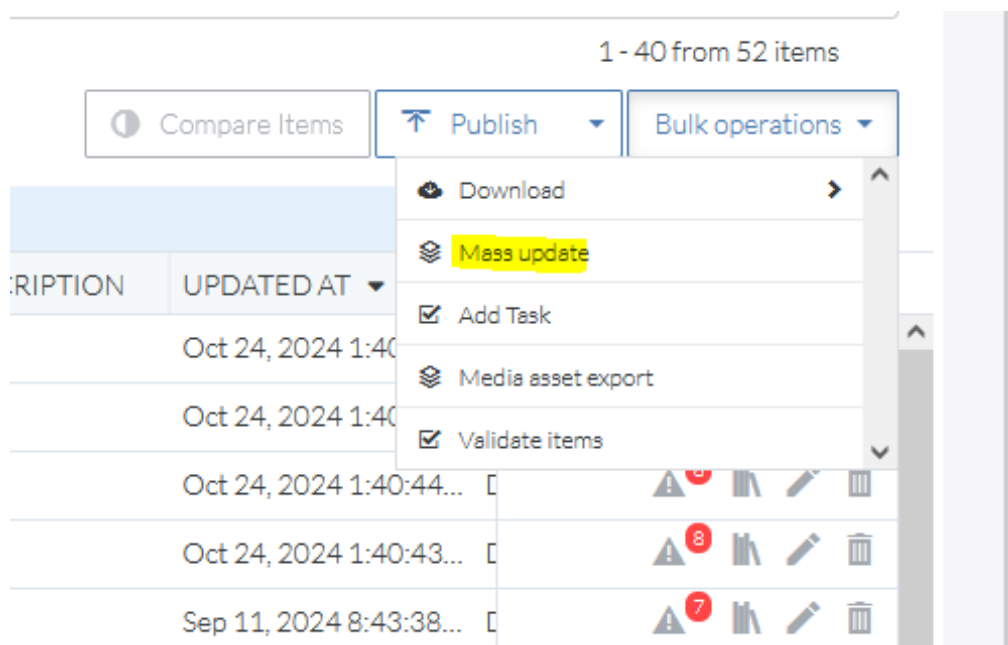 1 - 40 from 52 items
Compare Items Publish Bulk operations
Download
Mass update
RIPTION UPDATED AT
Add Task
Oct 24, 2024 1:40
Media asset export
Oct 24, 2024 1:40
Validate items
Oct 24, 2024 1:40:44...
Oct 24, 2024 1:40:43... 8
Sep 11, 2024 8:43:38... 7